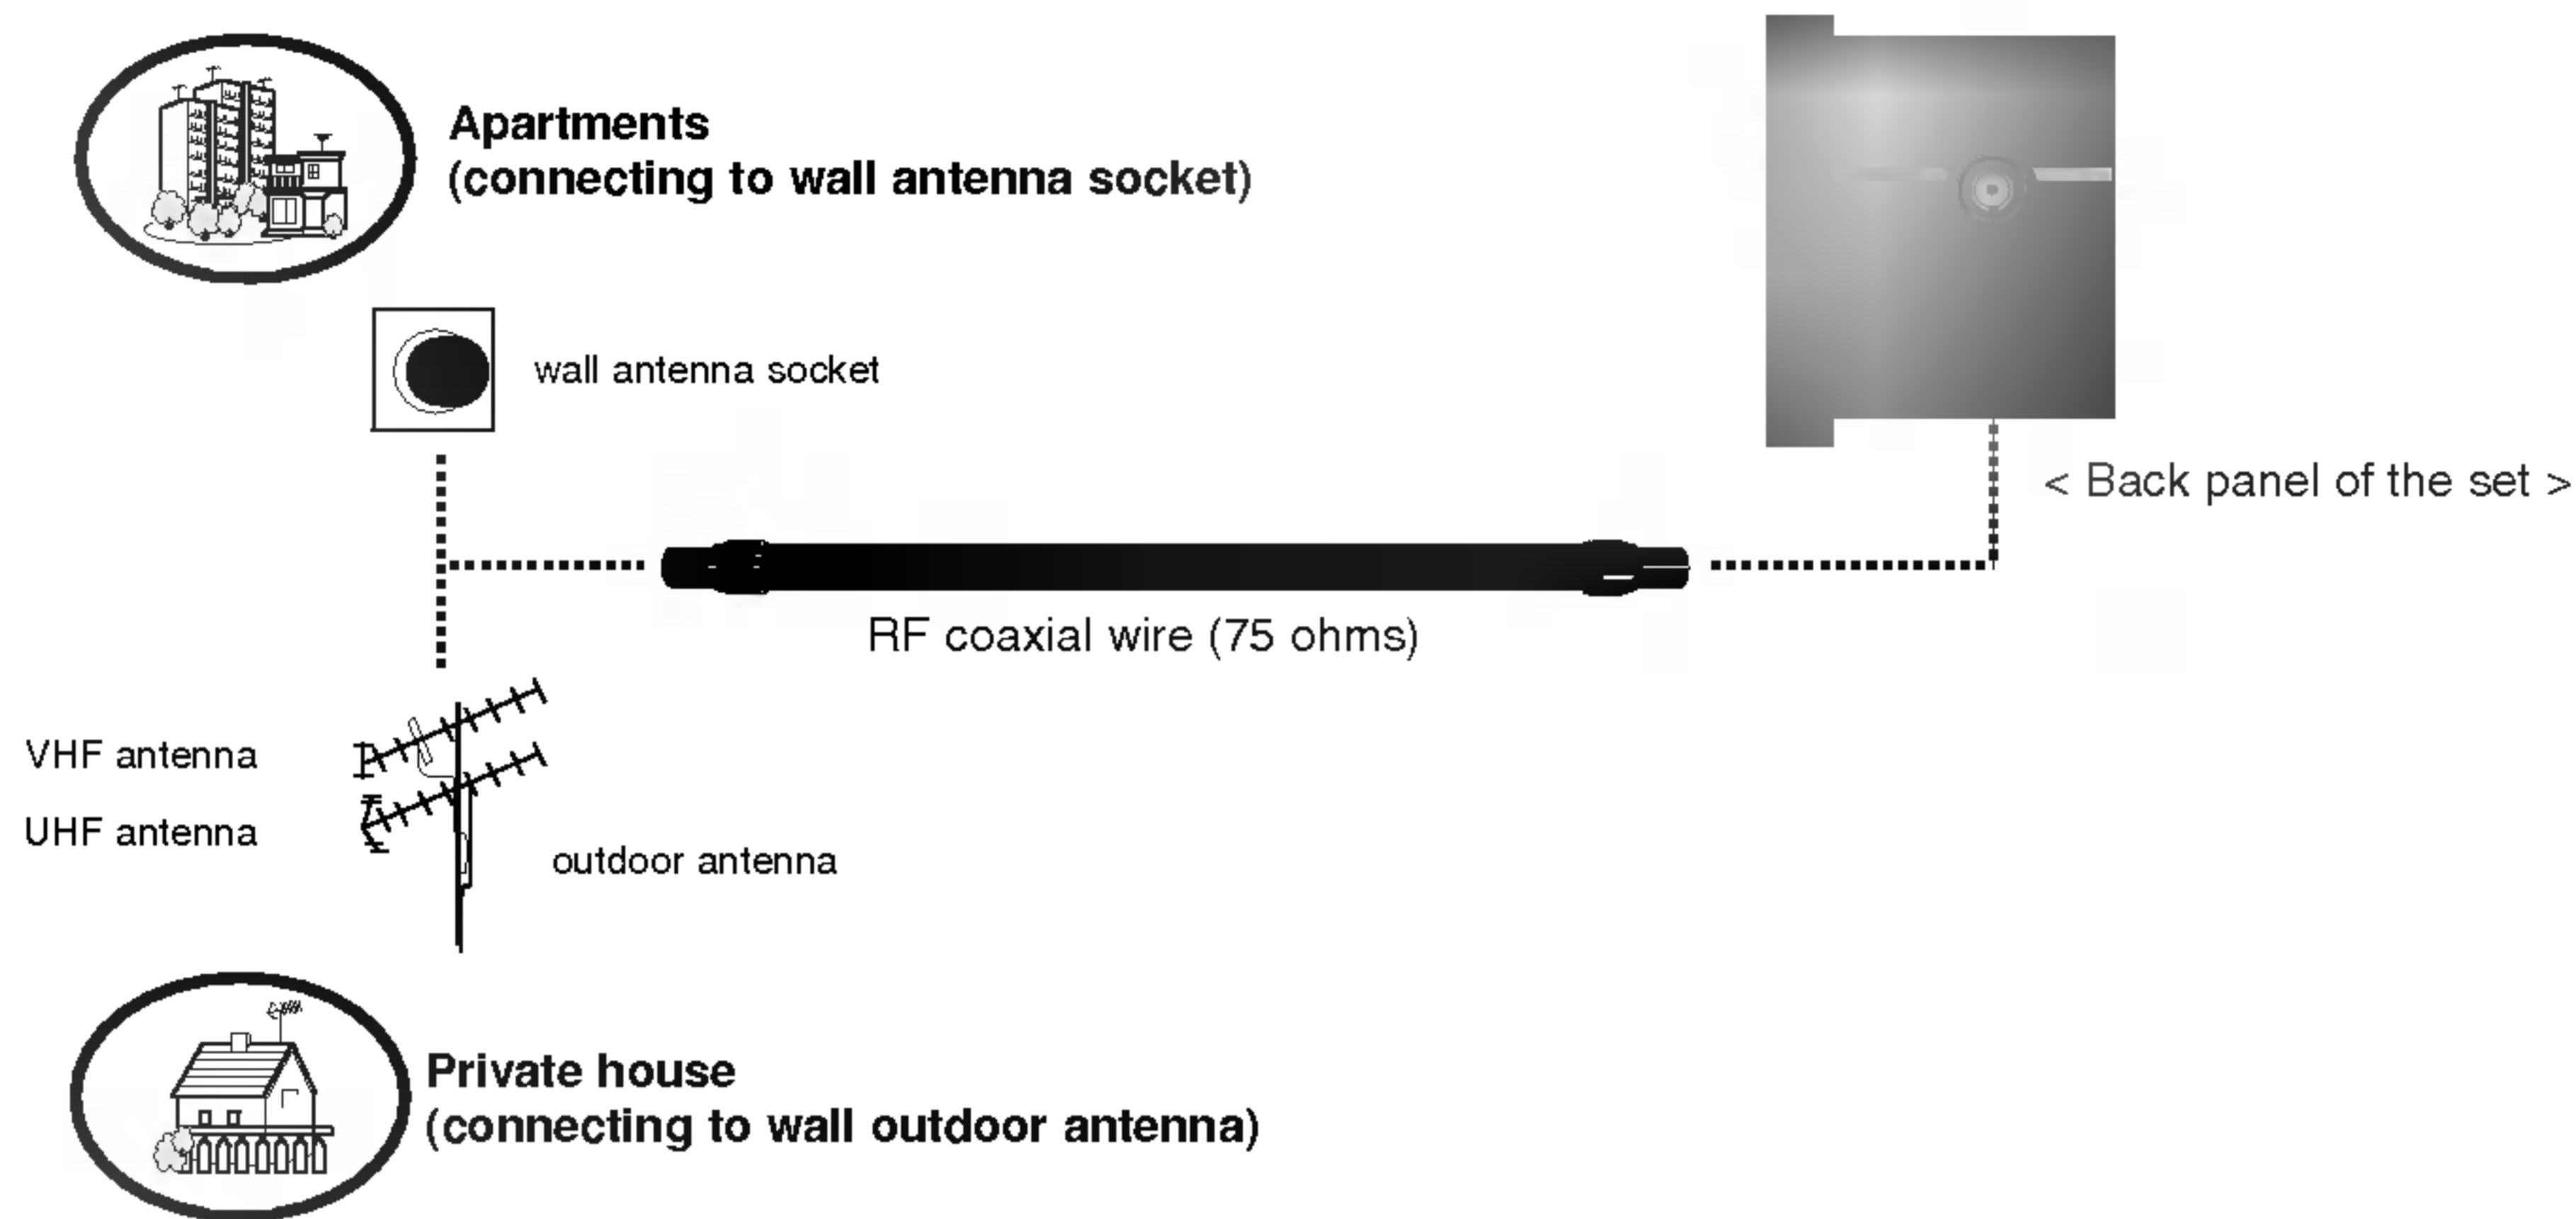 Apartments
(connecting to wall antenna socket)
wall antenna socket
< Back panel of the set >
RF coaxial wire (75 ohms)
VHF antenna
UHF antenna
outdoor antenna
Private house
(connecting to wall outdoor antenna)